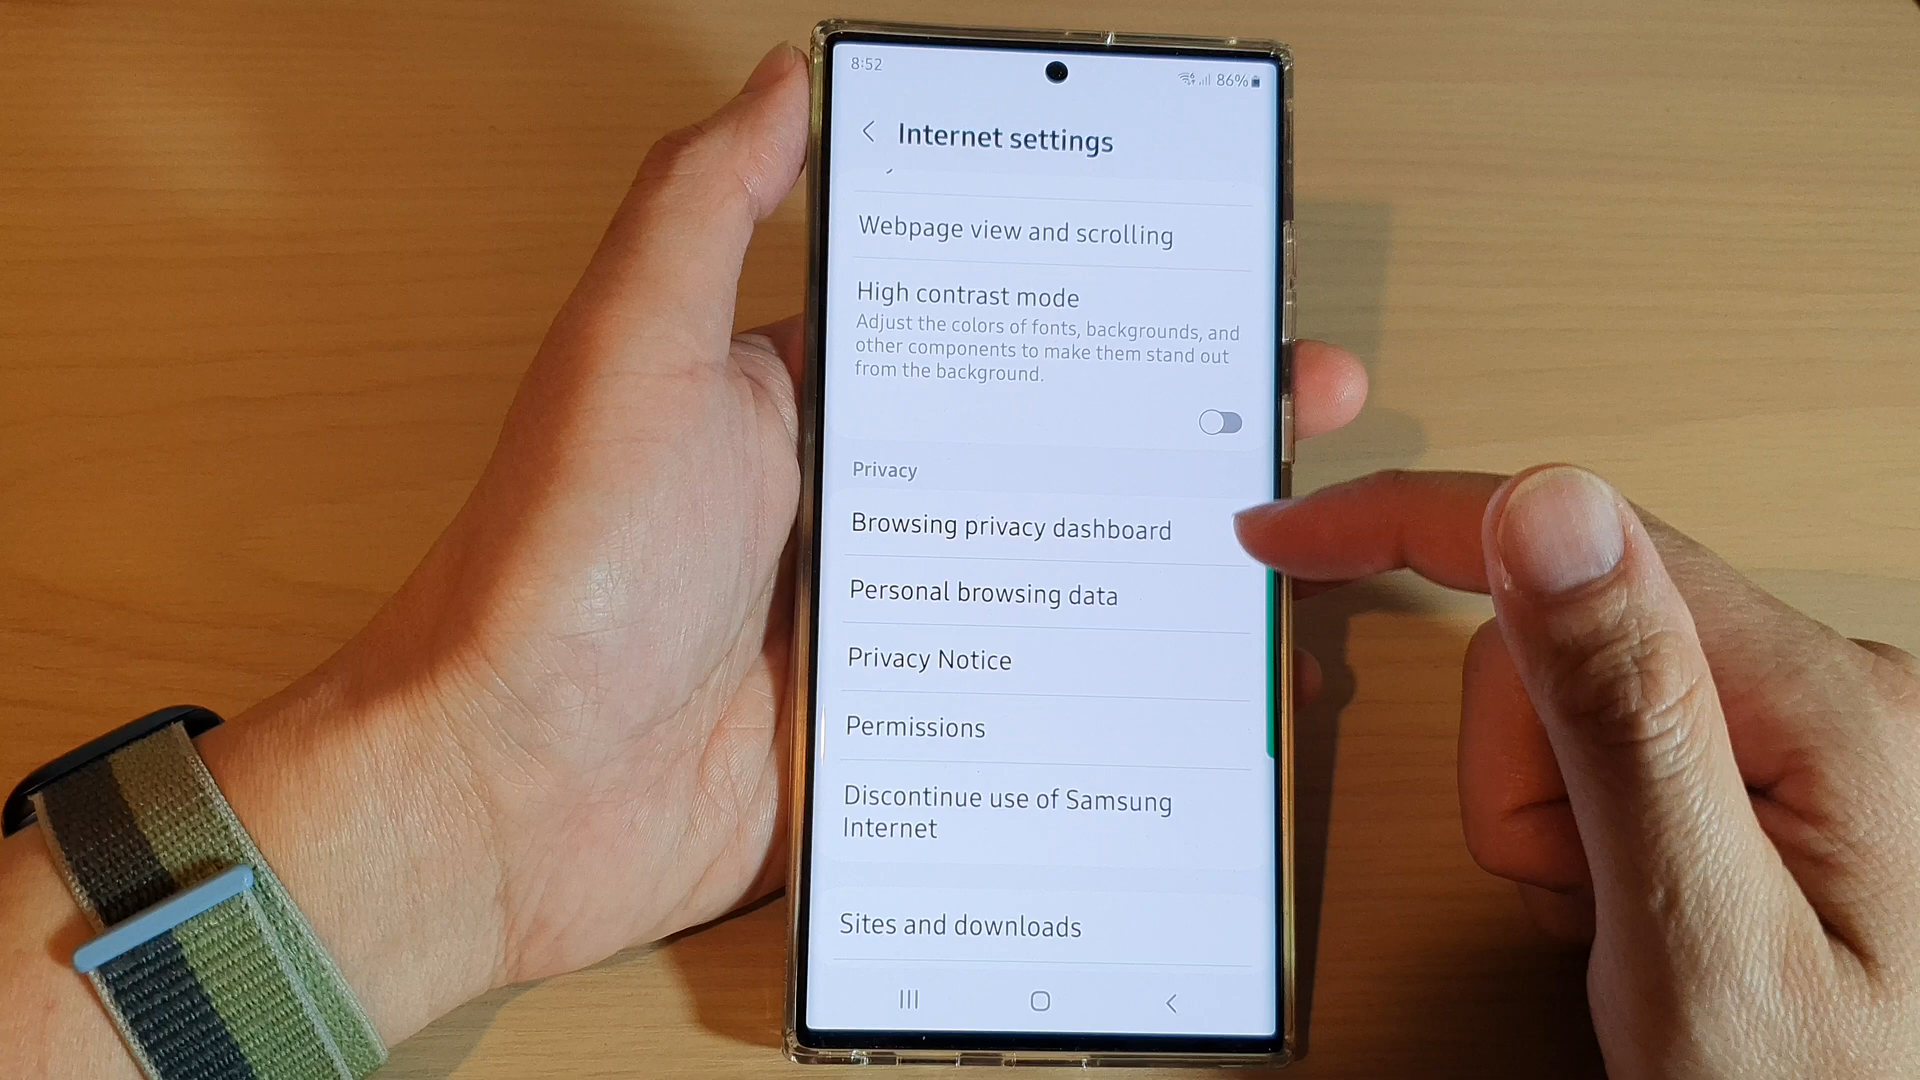 8:52
86%
Internet settings
Webpage view and scrolling
High contrast mode
Adjust the colors of fonts, backgrounds, and
other components to make them stand out
from the background.
Privacy
Browsing privacy dashboard
Personal browsing data
Privacy Notice
Permissions
Discontinue use of Samsung
Internet
Sites and downloads